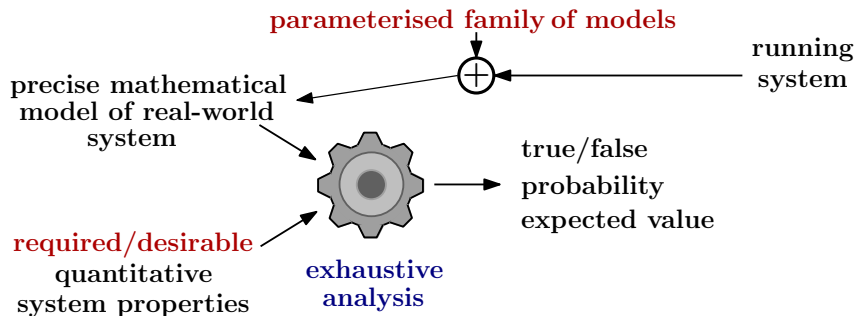 parameterised family of models
running
system
precise mathematical
model of real-world
system
true/false
probability
expected value
required/desirable
quantitative
system properties
exhaustive
analysis